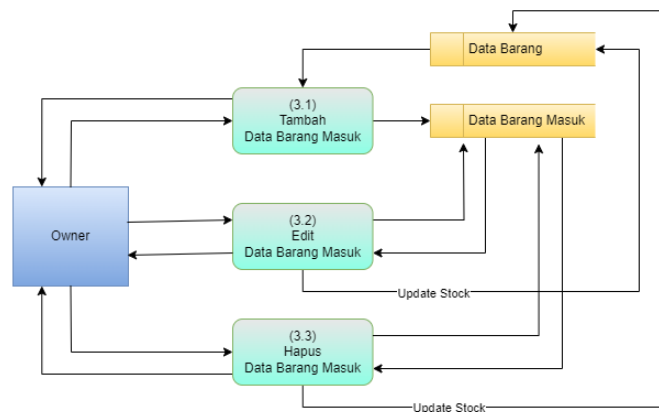 Data Barang
(3.1)
Tambah
Data Barang Masuk
Data Barang Masuk
Owner
(3.2)
Edit
Data Barang Masuk
Update Stock
(3.3)
Hapus
Data Barang Masuk
Update Stock